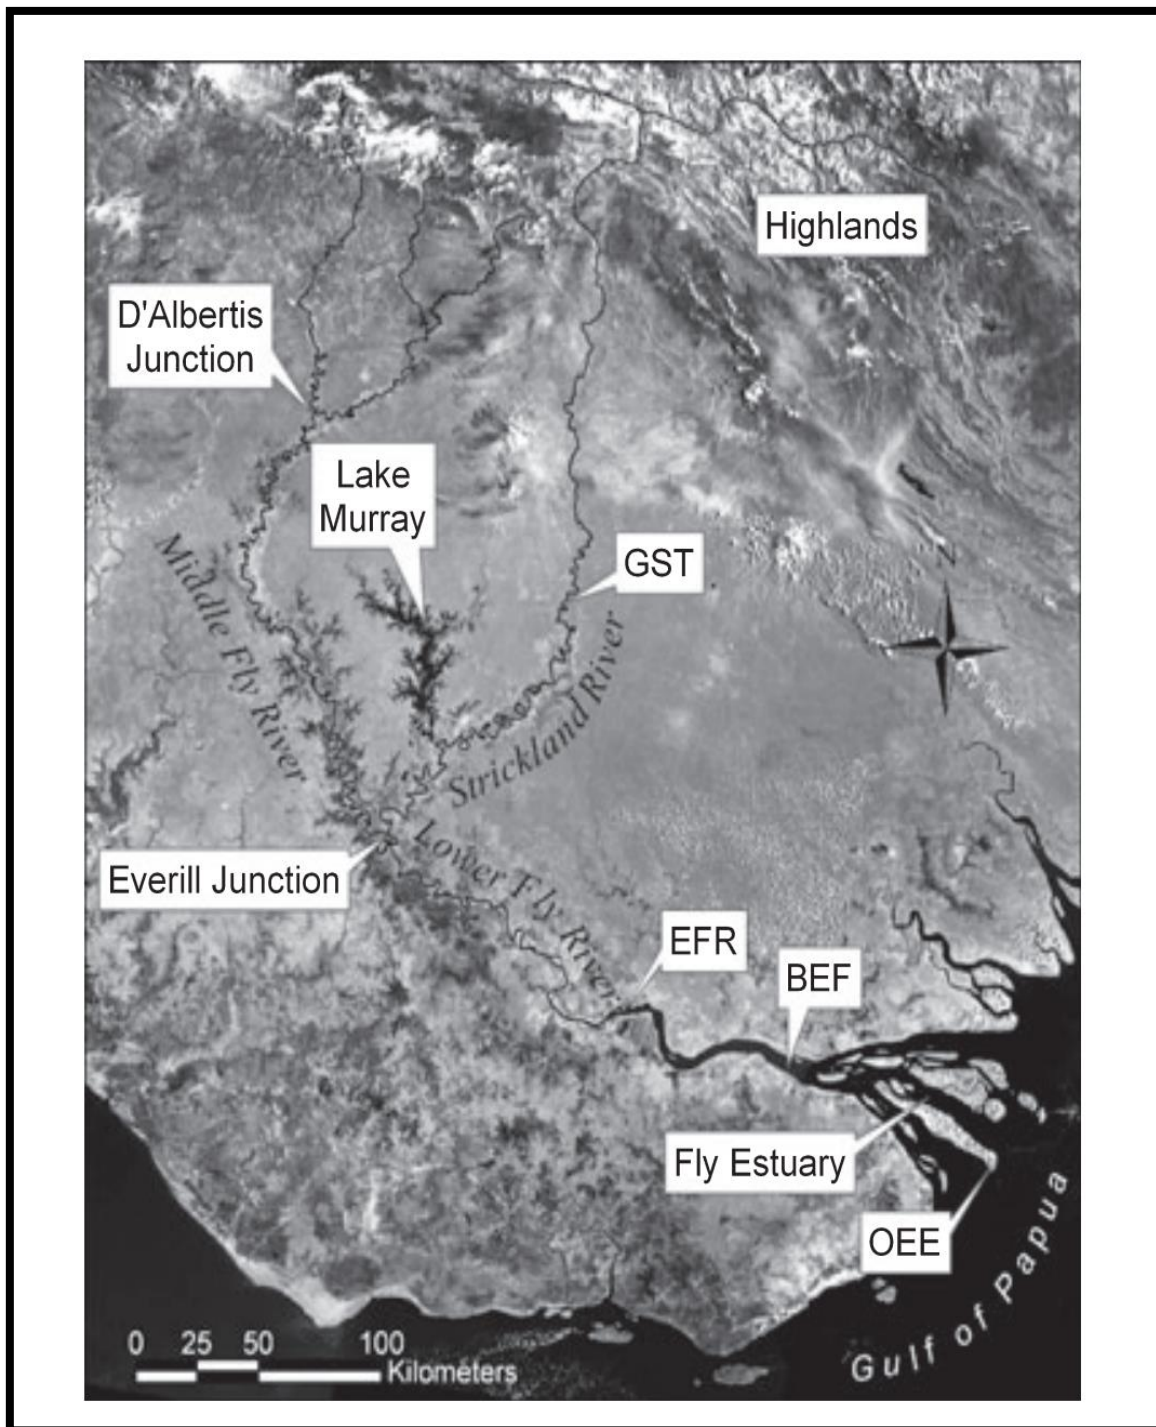 Highlands
D'Albertis
Junction
Lake
Murray
GST
Middle Fly River
Strickland River
Everill Junction
Lower Fly River
EFR
BEF
Fly Estuary
OEE
Gulf of Papua
0 25 50 100
Kilometers